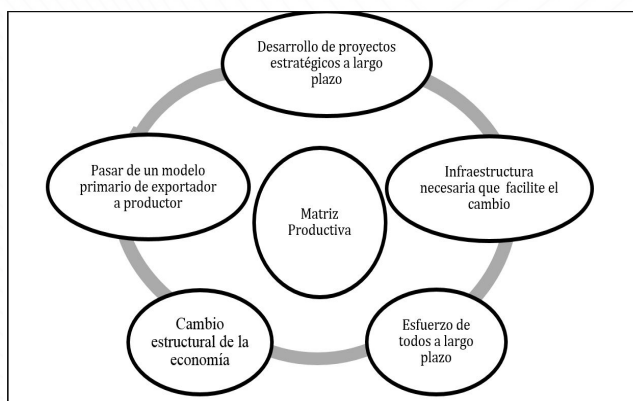 Desarrollo de proyectos
estratégicos a largo
plazo
Pasar de un modelo
primario de exportador
a productor
Matriz
Productiva
Infraestructura
necesaria que facilite el
cambio
Cambio
estructural de la
economía
Esfuerzo de
todos a largo
plazo